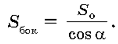 S_бок = S_о / cos α.